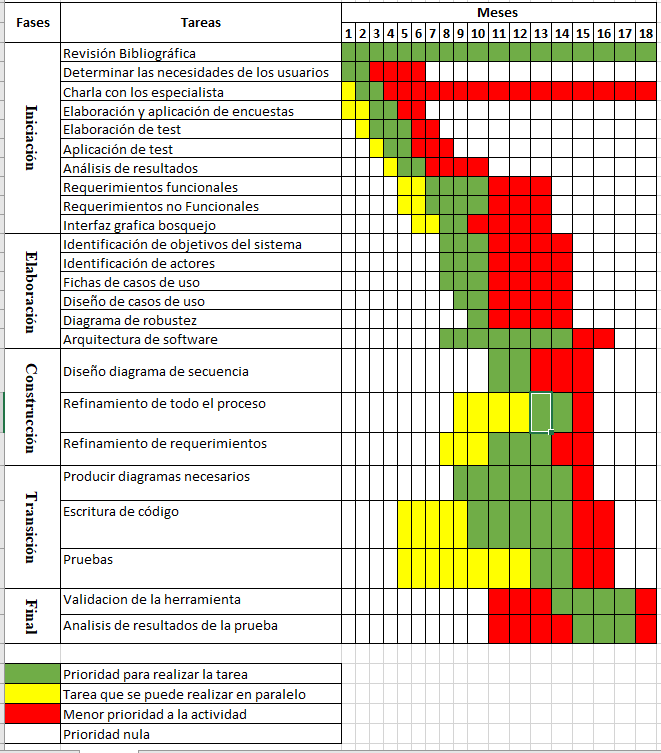 Fases Tareas Meses
1 2 3 4 5 6 7 8 9 10 11 12 13 14 15 16 17 18
Iniciación
Revisión Bibliográfica
Determinar las necesidades de los usuarios
Charla con los especialista
Elaboración y aplicación de encuestas
Elaboración de test
Aplicación de test
Análisis de resultados
Requerimientos funcionales
Requerimientos no Funcionales
Interfaz grafica bosquejo
Elaboración
Identificación de objetivos del sistema
Identificación de actores
Fichas de casos de uso
Diseño de casos de uso
Diagrama de robustez
Arquitectura de software
Construcción
Diseño diagrama de secuencia
Refinamiento de todo el proceso
Refinamiento de requerimientos
Transición
Producir diagramas necesarios
Escritura de código
Pruebas
Final
Validacion de la herramienta
Analisis de resultados de la prueba
Prioridad para realizar la tarea
Tarea que se puede realizar en paralelo
Menor prioridad a la actividad
Prioridad nula